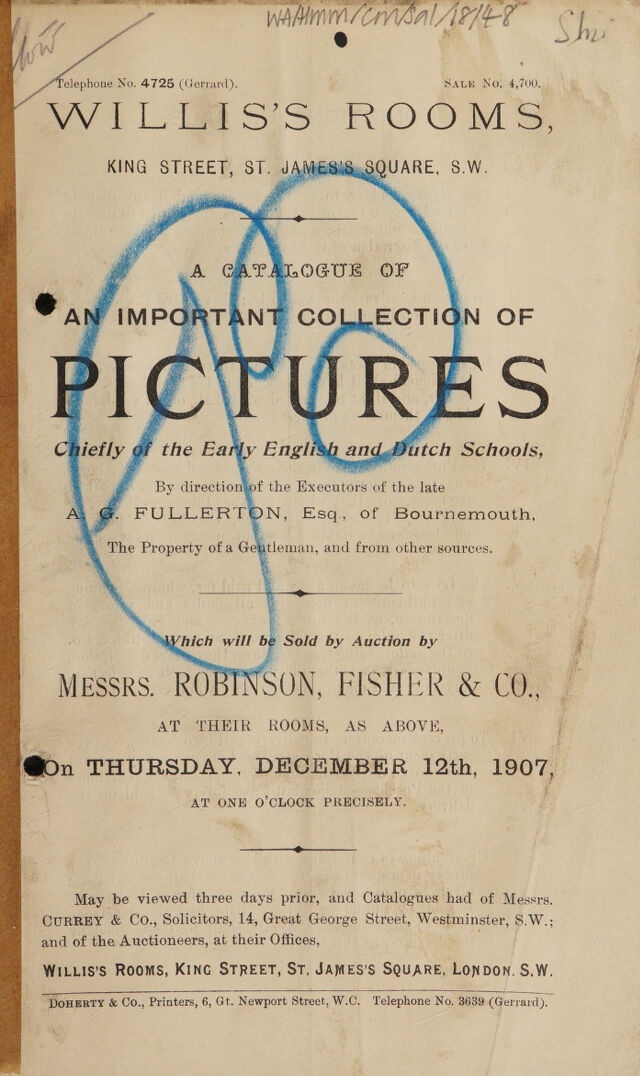 WAAlmm/Con/Sal/18/48
Telephone No. 4725 (Gerrard). SALE No. 4,700.
WILLIS'S ROOMS,
KING STREET, ST. JAMES'S SQUARE, S.W.
A CATALOGUE OF
AN IMPORTANT COLLECTION OF
PICTURES
Chiefly of the Early English and Dutch Schools,
By direction of the Executors of the late
A. G. FULLERTON, Esq., of Bournemouth,
The Property of a Gentleman, and from other sources.
Which will be Sold by Auction by
MESSRS. ROBINSON, FISHER & CO.,
AT THEIR ROOMS, AS ABOVE,
On THURSDAY, DECEMBER 12th, 1907,
AT ONE O'CLOCK PRECISELY.
May be viewed three days prior, and Catalogues had of Messrs.
CURREY & Co., Solicitors, 14, Great George Street, Westminster, S.W.;
and of the Auctioneers, at their Offices,
WILLIS'S ROOMS, KING STREET, ST. JAMES'S SQUARE, LONDON. S.W.
DOHERTY & Co., Printers, 6, Gt. Newport Street, W.C. Telephone No. 3639 (Gerrard).